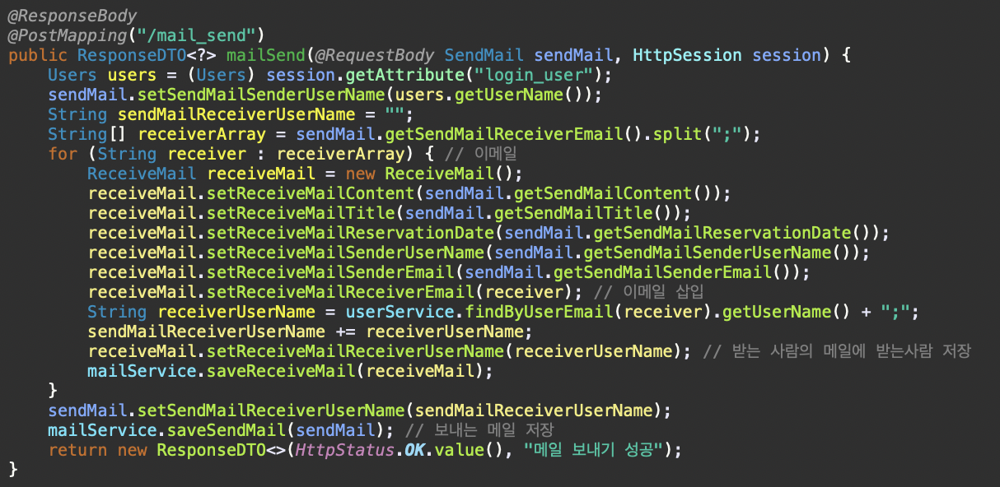 @ResponseBody
@PostMapping("/mail_send")
public ResponseDTO<?> mailSend(@RequestBody SendMail sendMail, HttpSession session) {
    Users users = (Users) session.getAttribute("login_user");
    sendMail.setSendMailSenderUserName(users.getUserName());
    String sendMailReceiverUserName = "";
    String[] receiverArray = sendMail.getSendMailReceiverEmail().split(";");
    for (String receiver : receiverArray) { // 이메일
        ReceiveMail receiveMail = new ReceiveMail();
        receiveMail.setReceiveMailContent(sendMail.getSendMailContent());
        receiveMail.setReceiveMailTitle(sendMail.getSendMailTitle());
        receiveMail.setReceiveMailReservationDate(sendMail.getSendMailReservationDate());
        receiveMail.setReceiveMailSenderUserName(sendMail.getSendMailSenderUserName());
        receiveMail.setReceiveMailSenderEmail(sendMail.getSendMailSenderEmail());
        receiveMail.setReceiveMailReceiverEmail(receiver); // 이메일 삽입
        String receiverUserName = userService.findByUserEmail(receiver).getUserName() + ";";
        sendMailReceiverUserName += receiverUserName;
        receiveMail.setReceiveMailReceiverUserName(receiverUserName); // 받는 사람의 메일에 받는사람 저장
        mailService.saveReceiveMail(receiveMail);
    }
    sendMail.setSendMailReceiverUserName(sendMailReceiverUserName);
    mailService.saveSendMail(sendMail); // 보내는 메일 저장
    return new ResponseDTO<>(HttpStatus.OK.value(), "메일 보내기 성공");
}